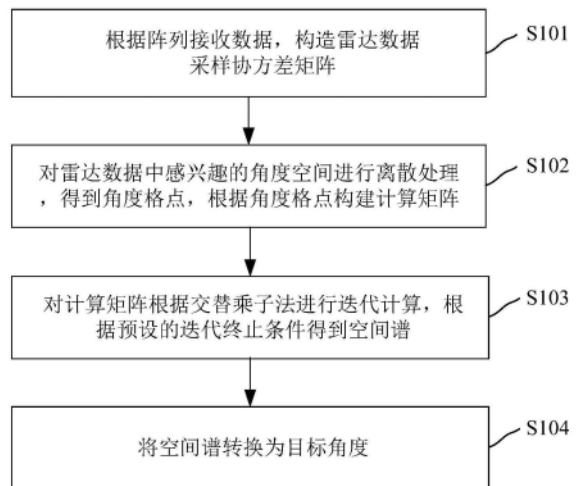 根据阵列接收数据，构造雷达数据
采样协方差矩阵
S101
对雷达数据中感兴趣的角度空间进行离散处理
，得到角度格点，根据角度格点构建计算矩阵
S102
对计算矩阵根据交替乘子法进行迭代计算，根
据预设的迭代终止条件得到空间谱
S103
将空间谱转换为目标角度
S104